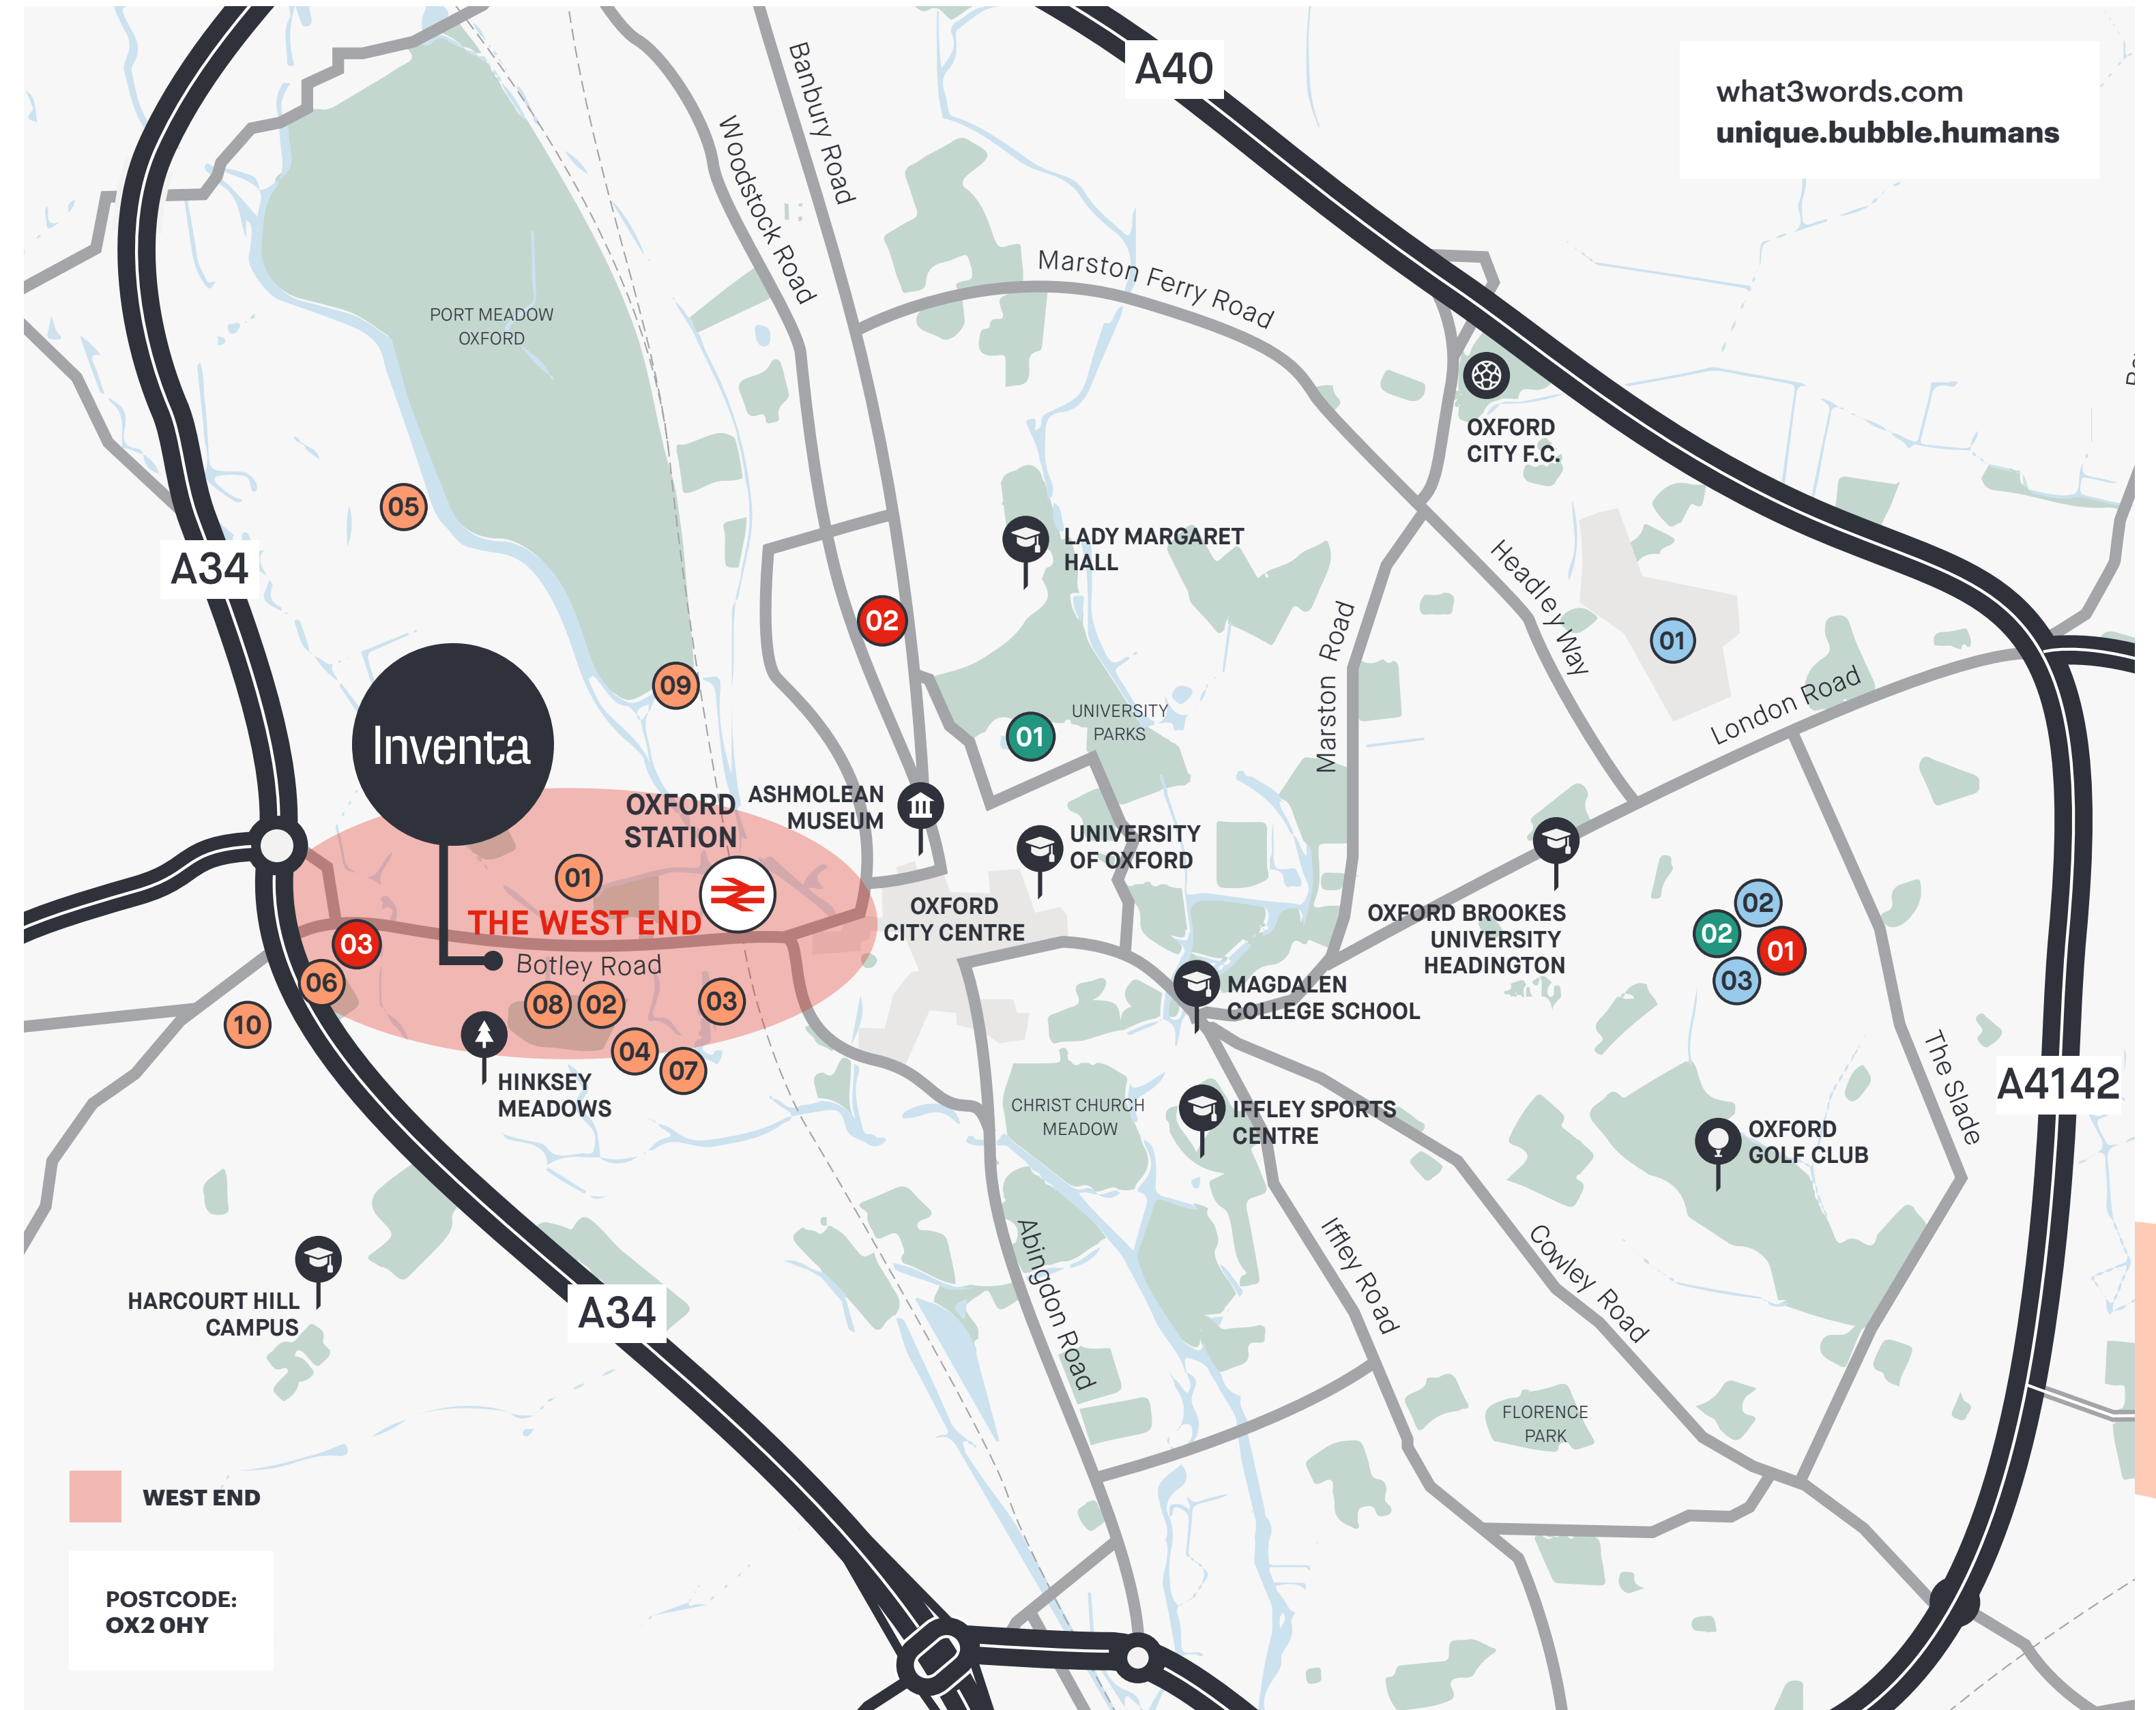 A40
what3words.com
unique.bubble.humans
Banbury Road
Woodstock Road
Marston Ferry Road
PORT MEADOW
OXFORD
OXFORD
CITY F.C.
05
A34
LADY MARGARET
HALL
Headley Way
02
01
Marston Road
09
London Road
UNIVERSITY
PARKS
01
Inventa
OXFORD
STATION
ASHMOLEAN
MUSEUM
UNIVERSITY
OF OXFORD
01
THE WEST END
OXFORD
CITY CENTRE
OXFORD BROOKES
UNIVERSITY
HEADINGTON
02
02
01
03
03
Botley Road
06
08
02
03
MAGDALEN
COLLEGE SCHOOL
10
04
07
The Slade
A4142
HINKSEY
MEADOWS
CHRIST CHURCH
MEADOW
IFFLEY SPORTS
CENTRE
OXFORD
GOLF CLUB
Abingdon Road
Iffley Road
Cowley Road
HARCOURT HILL
CAMPUS
A34
FLORENCE
PARK
WEST END
POSTCODE:
OX2 0HY